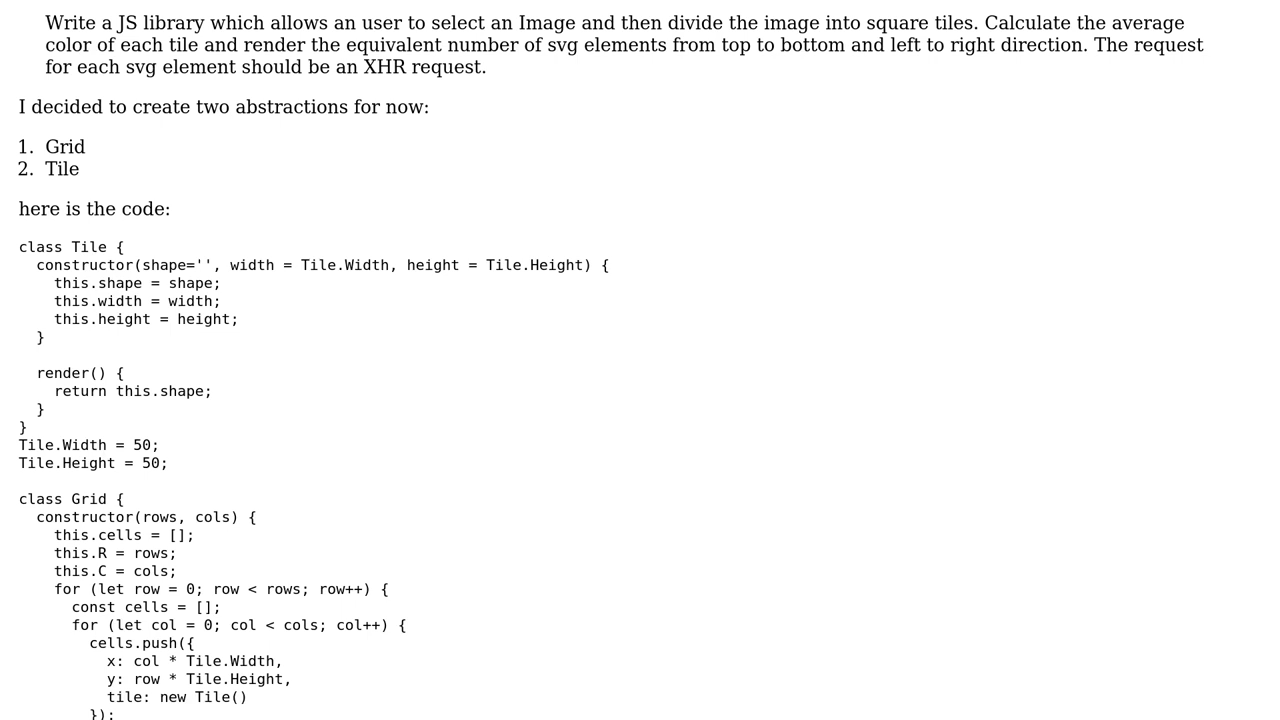 Write a JS library which allows an user to select an Image and then divide the image into square tiles. Calculate the average
color of each tile and render the equivalent number of svg elements from top to bottom and left to right direction. The request
for each svg element should be an XHR request.
I decided to create two abstractions for now:
1. Grid
2. Tile
here is the code:
class Tile {
  constructor(shape='', width = Tile.Width, height = Tile.Height) {
    this.shape = shape;
    this.width = width;
    this.height = height;
  }
  render() {
    return this.shape;
  }
}
Tile.Width = 50;
Tile.Height = 50;
class Grid {
  constructor(rows, cols) {
    this.cells = [];
    this.R = rows;
    this.C = cols;
    for (let row = 0; row < rows; row++) {
      const cells = [];
      for (let col = 0; col < cols; col++) {
        cells.push({
          x: col * Tile.Width,
          y: row * Tile.Height,
          tile: new Tile()
        });